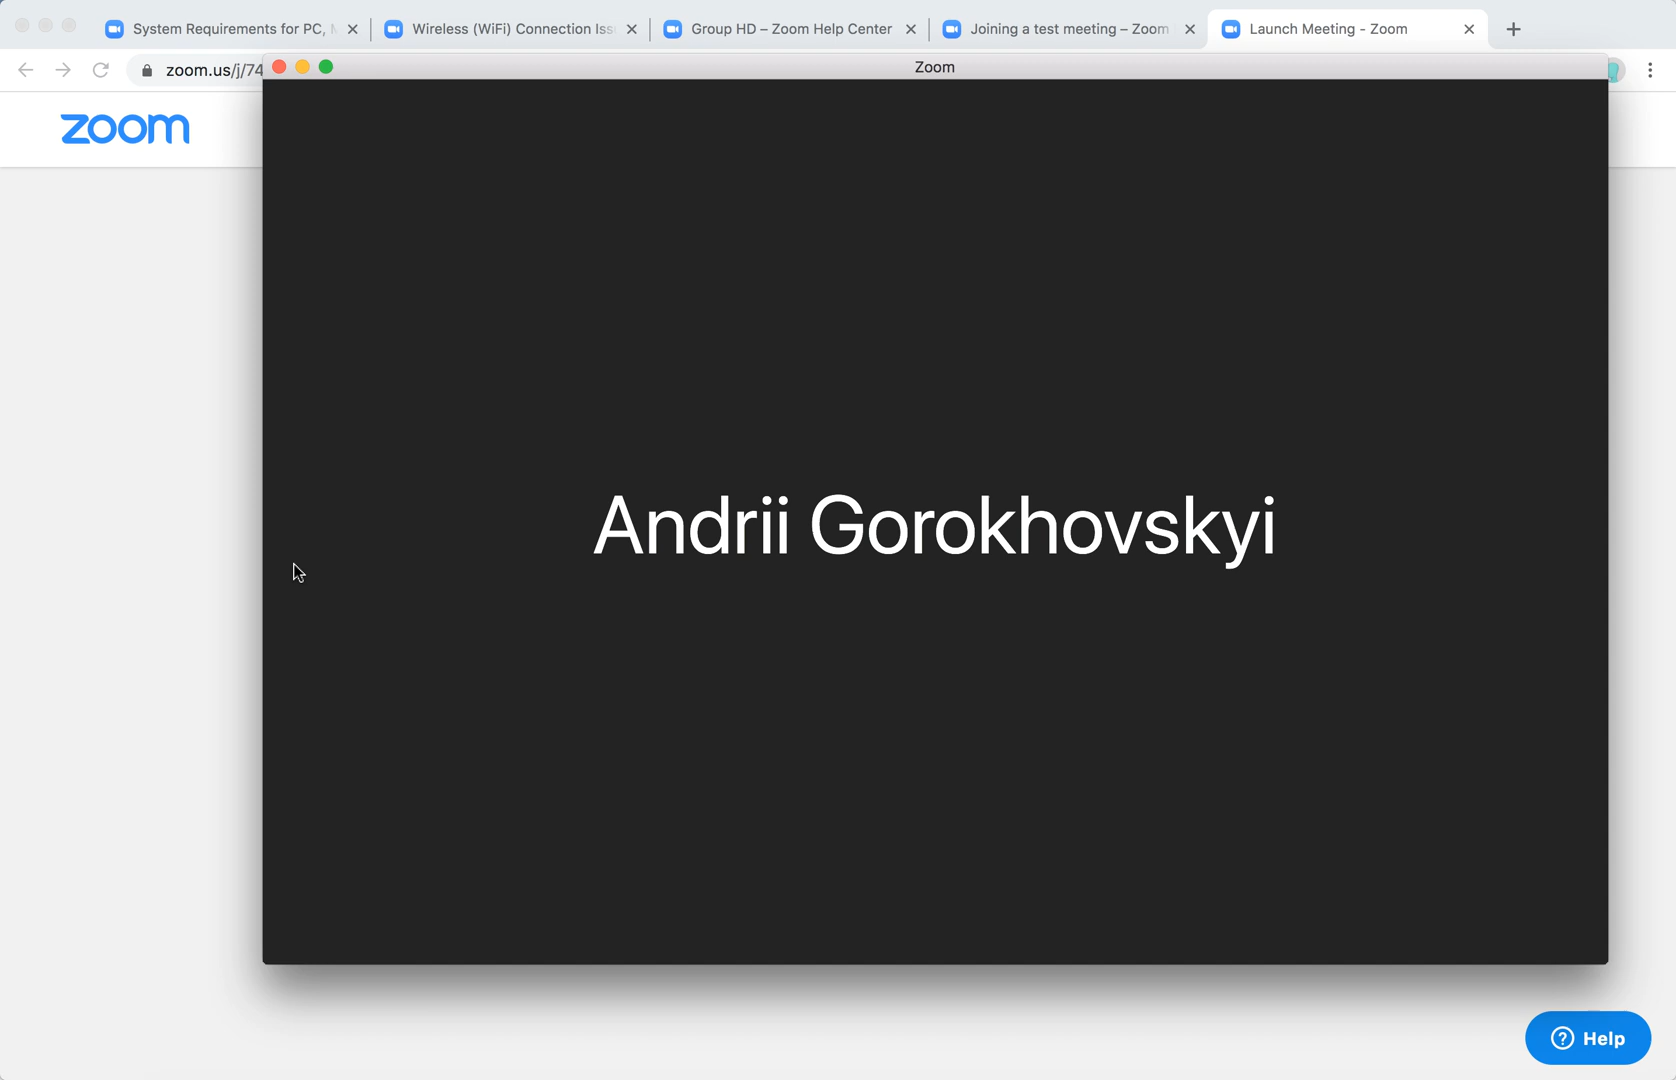 System Requirements for PC,
Wireless (WiFi) Connection Iss
Group HD – Zoom Help Center
Joining a test meeting – Zoom
Launch Meeting - Zoom
zoom.us/j/74
Zoom
zoom
Andrii Gorokhovskyi
Help